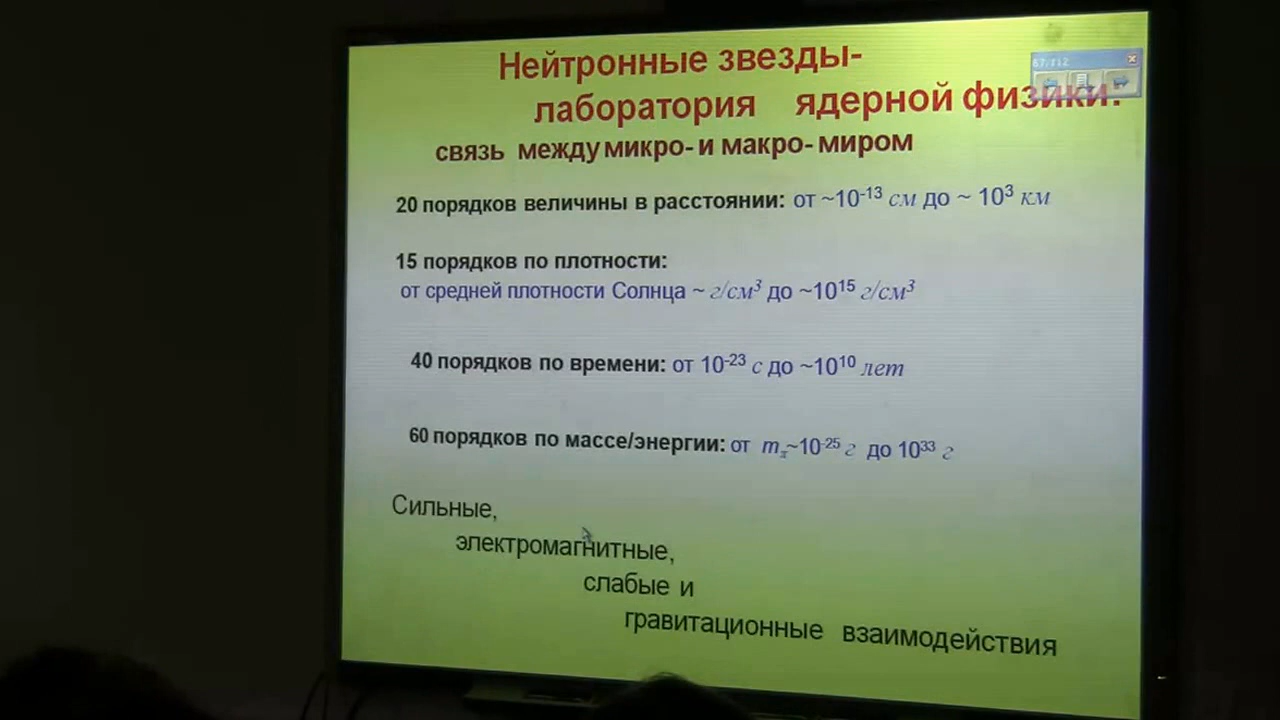 Нейтронные звезды-
лаборатория ядерной физики:
связь между микро- и макро- миром
20 порядков величины в расстоянии: от ~10⁻¹³ см до ~ 10³ км
15 порядков по плотности:
от средней плотности Солнца ~ г/см³ до ~10¹⁵ г/см³
40 порядков по времени: от 10⁻²³ с до ~10¹⁰ лет
60 порядков по массе/энергии: от mπ~10⁻²⁵ г до 10³³ г
Сильные,
электромагнитные,
слабые и
гравитационные взаимодействия